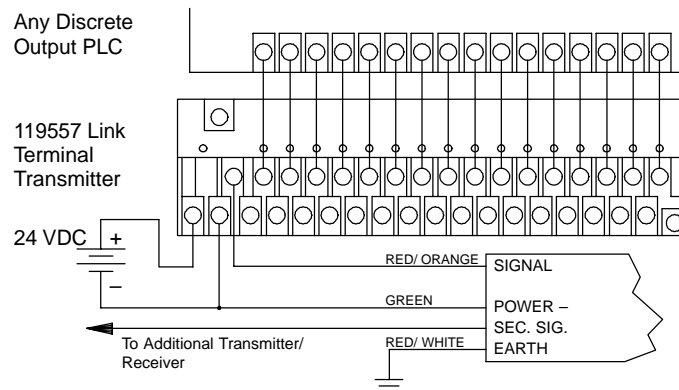 Any Discrete
Output PLC
119557 Link
Terminal
Transmitter
24 VDC
+
–
RED/ ORANGE
SIGNAL
GREEN
POWER –
SEC. SIG.
To Additional Transmitter/
Receiver
RED/ WHITE
EARTH